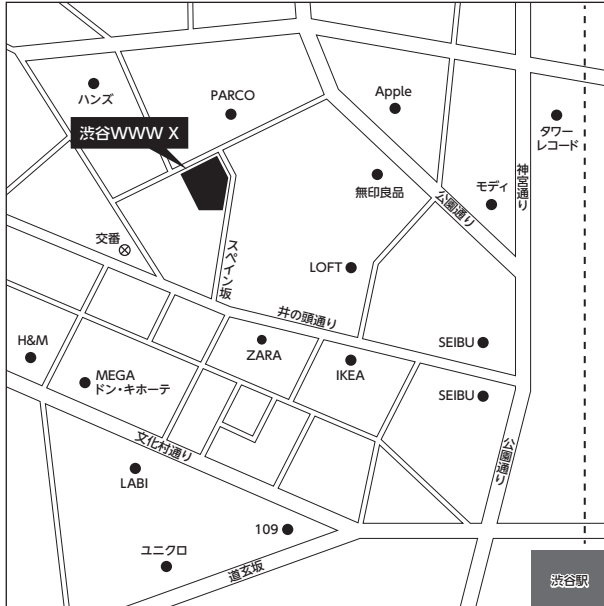 ハンズ
PARCO
Apple
タワー
レコード
渋谷WWW X
無印良品
モディ
神宮通り
公園通り
交番
スペイン坂
LOFT
井の頭通り
H&M
ZARA
IKEA
SEIBU
MEGA
ドン・キホーテ
SEIBU
文化村通り
公園通り
LABI
109
ユニクロ
道玄坂
渋谷駅